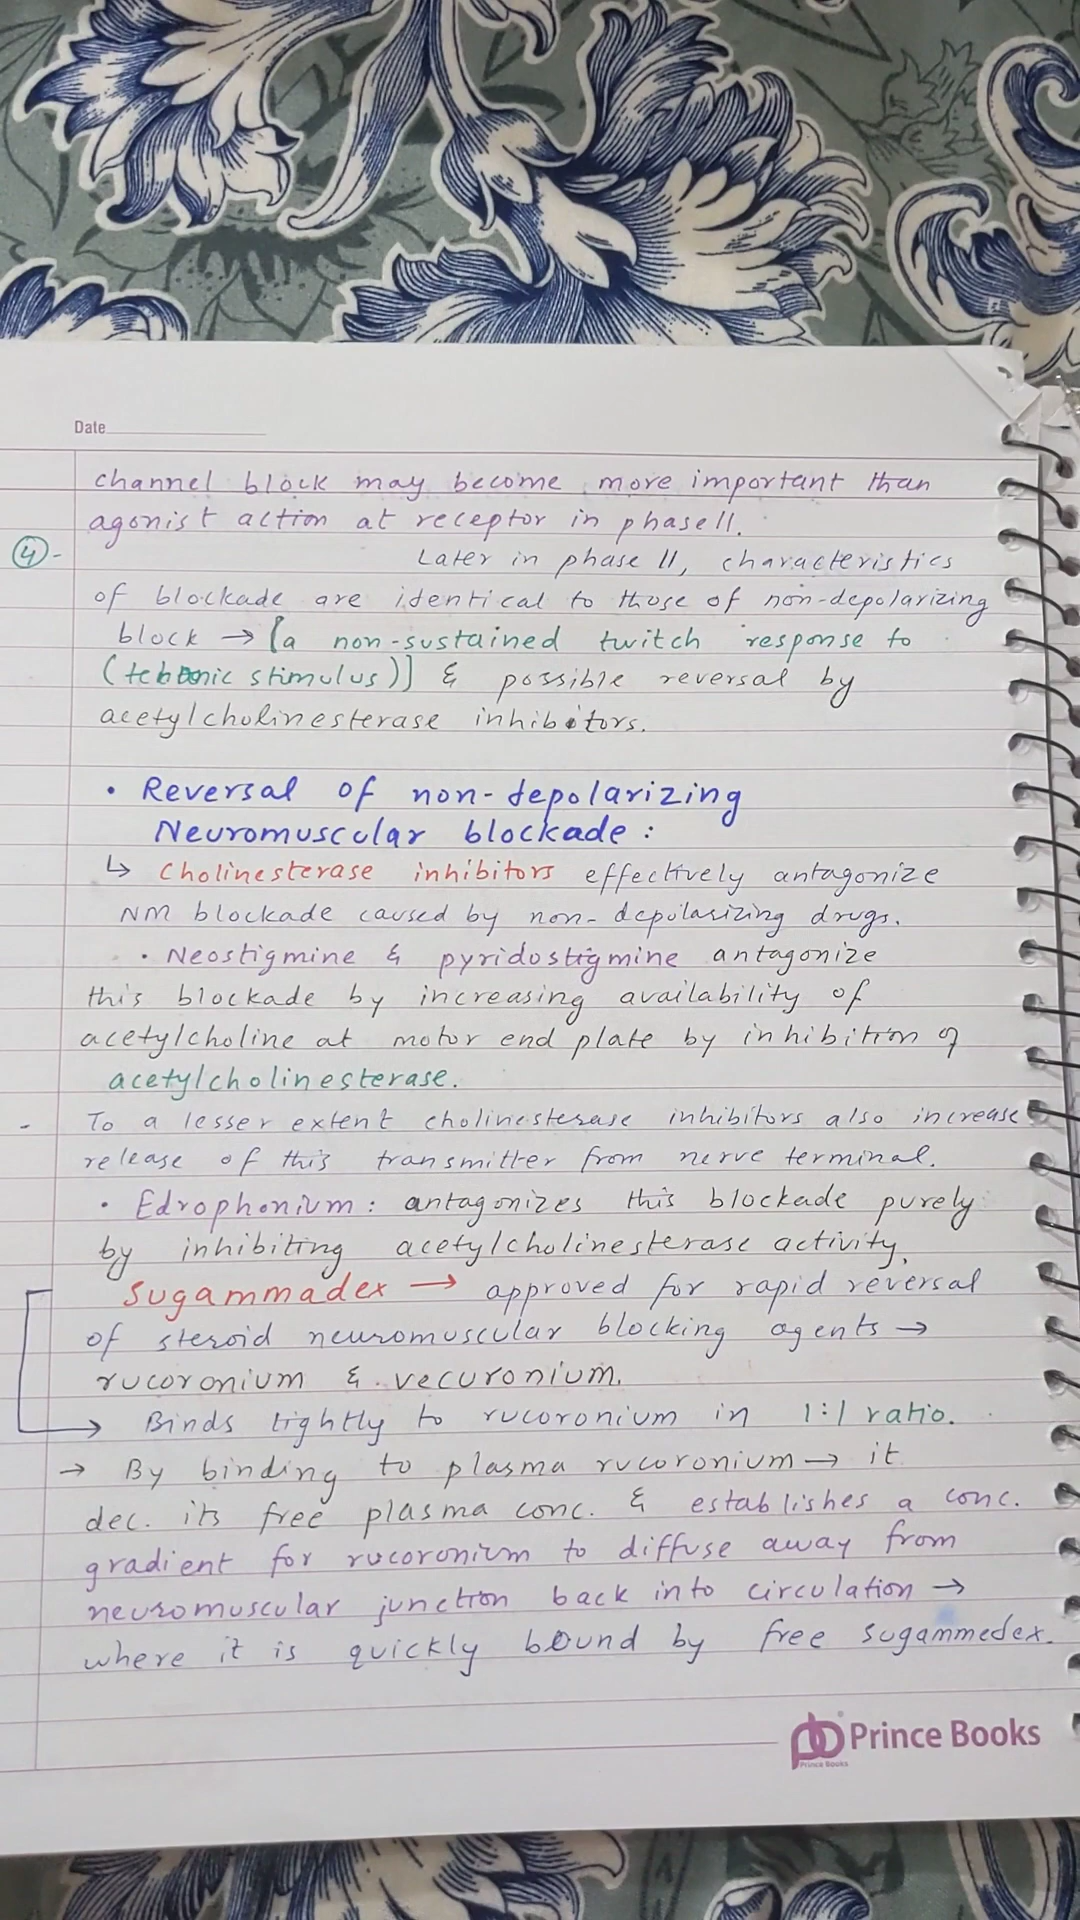 Date
channel block may become more important than
agonist action at receptor in phase II.
④- Later in phase II, characteristics
of blockade are identical to those of non-depolarizing
block → [a non-sustained twitch response to
(tetonic stimulus)] & possible reversal by
acetylcholinesterase inhibitors.
• Reversal of non-depolarizing
Neuromuscular blockade :
↳ Cholinesterase inhibitors effectively antagonize
NM blockade caused by non-depolarizing drugs.
• Neostigmine & pyridostigmine antagonize
this blockade by increasing availability of
acetylcholine at motor end plate by inhibition of
acetylcholinesterase.
- To a lesser extent cholinesterase inhibitors also increase
release of this transmitter from nerve terminal.
• Edrophonium : antagonizes this blockade purely
by inhibiting acetylcholinesterase activity.
Sugammadex → approved for rapid reversal
of steroid neuromuscular blocking agents →
rucoronium & vecuronium.
→ Binds tightly to rucoronium in 1:1 ratio.
→ By binding to plasma rucoronium → it
dec. its free plasma conc. & establishes a conc.
gradient for rucoronium to diffuse away from
neuromuscular junction back into circulation →
where it is quickly bound by free sugammedex.
Prince Books
Prince Books